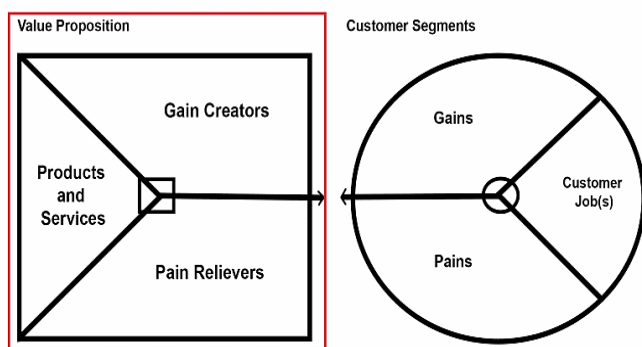 Value Proposition
Gain Creators
Products
and
Services
Pain Relievers
Customer Segments
Gains
Customer
Job(s)
Pains